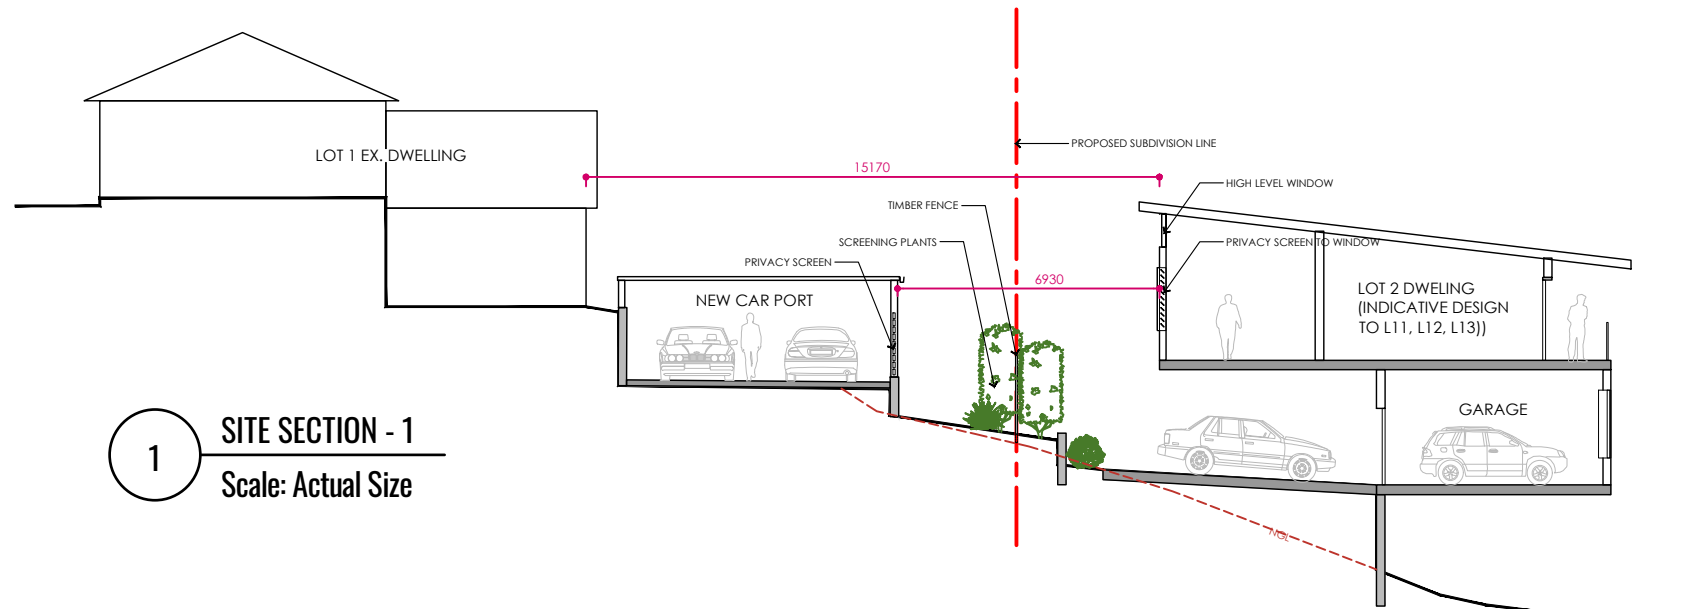 PROPOSED SUBDIVISION LINE
LOT 1 EX. DWELLING
15170
HIGH LEVEL WINDOW
TIMBER FENCE
SCREENING PLANTS
PRIVACY SCREEN TO WINDOW
PRIVACY SCREEN
6930
NEW CAR PORT
LOT 2 DWELING
(INDICATIVE DESIGN
TO L11, L12, L13))
GARAGE
1
SITE SECTION - 1
Scale: Actual Size
NGL